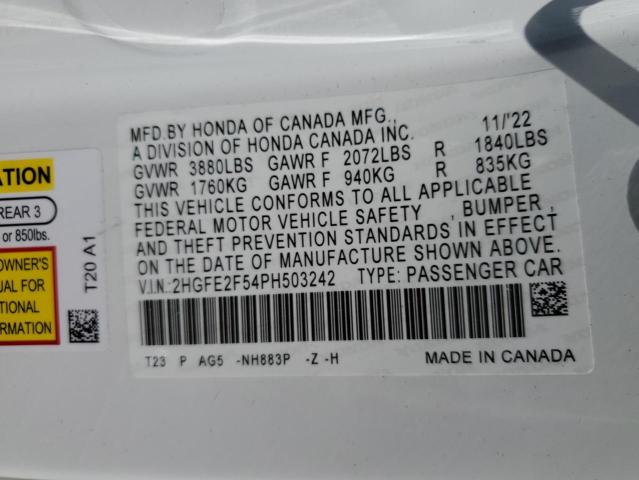 MFD.BY HONDA OF CANADA MFG., 11/'22
A DIVISION OF HONDA CANADA INC.
GVWR 3880LBS GAWR F 2072LBS R 1840LBS
GVWR 1760KG GAWR F 940KG R 835KG
THIS VEHICLE CONFORMS TO ALL APPLICABLE
FEDERAL MOTOR VEHICLE SAFETY , BUMPER ,
AND THEFT PREVENTION STANDARDS IN EFFECT
ON THE DATE OF MANUFACTURE SHOWN ABOVE.
V.I.N.:2HGFE2F54PH503242 TYPE: PASSENGER CAR
T23 P AG5 -NH883P -Z -H MADE IN CANADA
ATION
REAR 3
or 850lbs.
OWNER'S
UAL FOR
TIONAL
RMATION
T20 A1